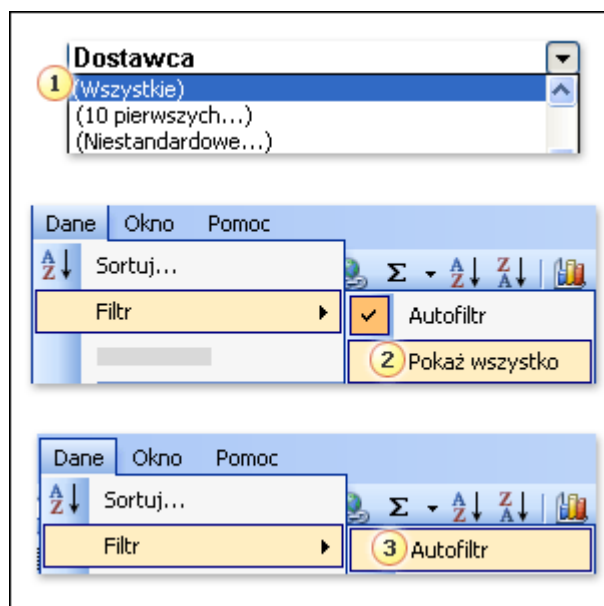 Dostawca
1 (Wszystkie)
(10 pierwszych...)
(Niestandardowe...)
Dane Okno Pomoc
A Z Sortuj... Σ A Z Z A
Filtr Autofiltr
2 Pokaż wszystko
Dane Okno Pomoc
A Z Sortuj... Σ A Z Z A
Filtr 3 Autofiltr